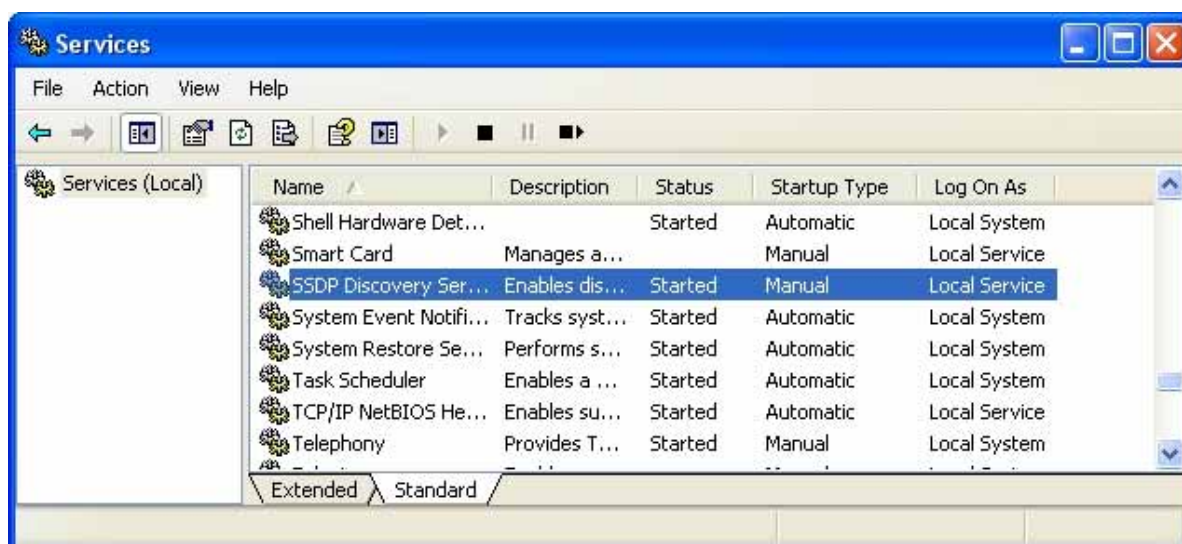 Services
File Action View Help
Services (Local)
Name Description Status Startup Type Log On As
Shell Hardware Det... Started Automatic Local System
Smart Card Manages a... Manual Local Service
SSDP Discovery Ser... Enables dis... Started Manual Local Service
System Event Notifi... Tracks syst... Started Automatic Local System
System Restore Se... Performs s... Started Automatic Local System
Task Scheduler Enables a ... Started Automatic Local System
TCP/IP NetBIOS He... Enables su... Started Automatic Local Service
Telephony Provides T... Started Manual Local System
Extended Standard